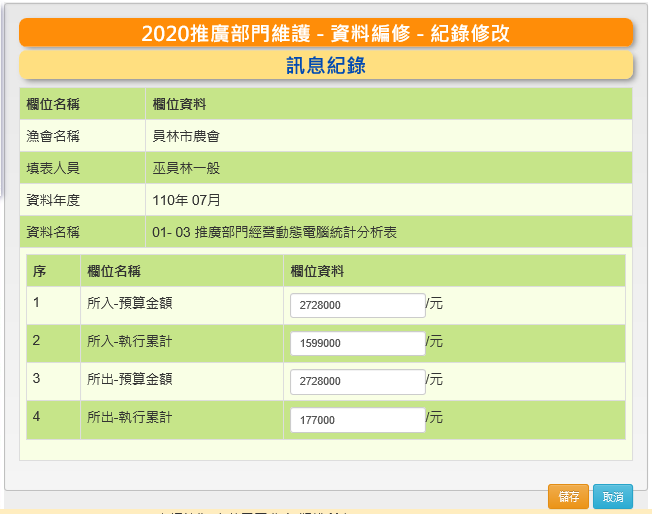 2020推廣部門維護 - 資料編修 - 紀錄修改
訊息紀錄
欄位名稱 欄位資料
漁會名稱 員林市農會
填表人員 巫員林一般
資料年度 110年 07月
資料名稱 01- 03 推廣部門經營動態電腦統計分析表
序 欄位名稱 欄位資料
1 所入-預算金額 2728000 /元
2 所入-執行累計 1599000 /元
3 所出-預算金額 2728000 /元
4 所出-執行累計 177000 /元
儲存 取消